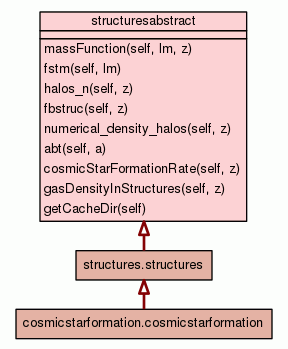 structuresabstract
massFunction(self, lm, z)
fstm(self, lm)
halos_n(self, z)
fbstruc(self, z)
numerical_density_halos(self, z)
abt(self, a)
cosmicStarFormationRate(self, z)
gasDensityInStructures(self, z)
getCacheDir(self)
structures.structures
cosmicstarformation.cosmicstarformation